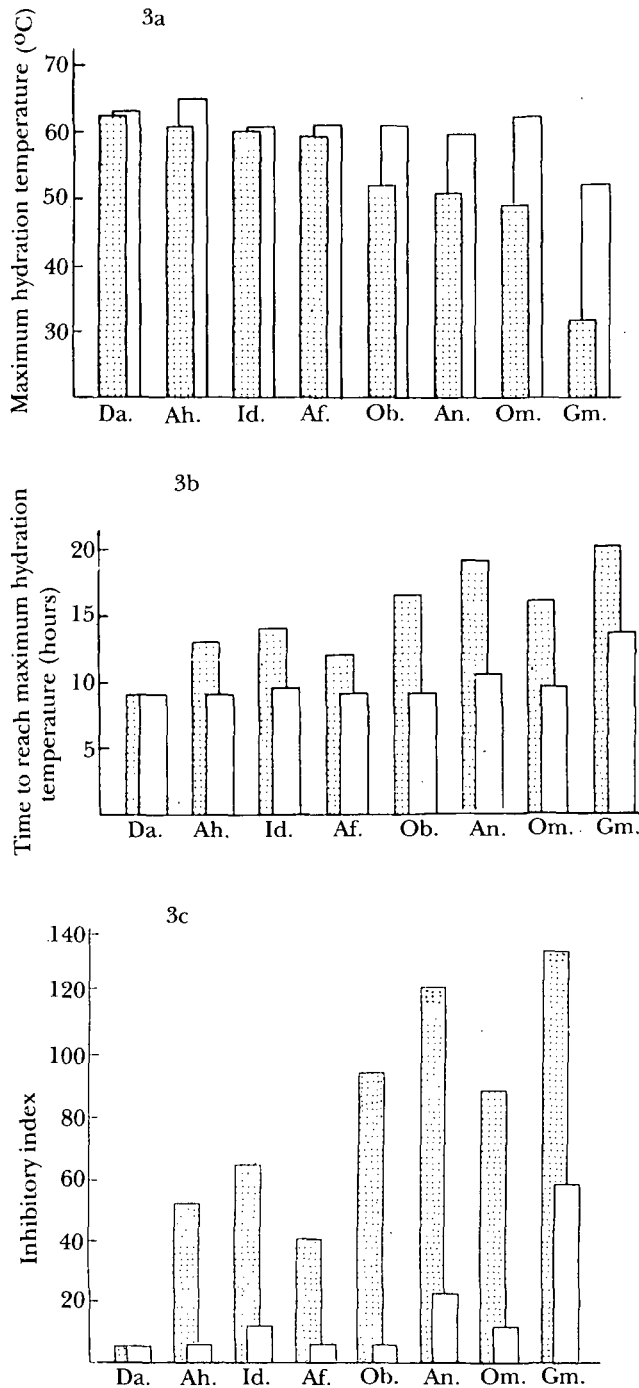 3a
Maximum hydration temperature (ºC)
70
60
50
40
30
Da. Ah. Id. Af. Ob. An. Om. Gm.
3b
Time to reach maximum hydration
temperature (hours)
20
15
10
5
Da. Ah. Id. Af. Ob. An. Om. Gm.
3c
Inhibitory index
140
120
100
80
60
40
20
Da. Ah. Id. Af. Ob. An. Om. Gm.